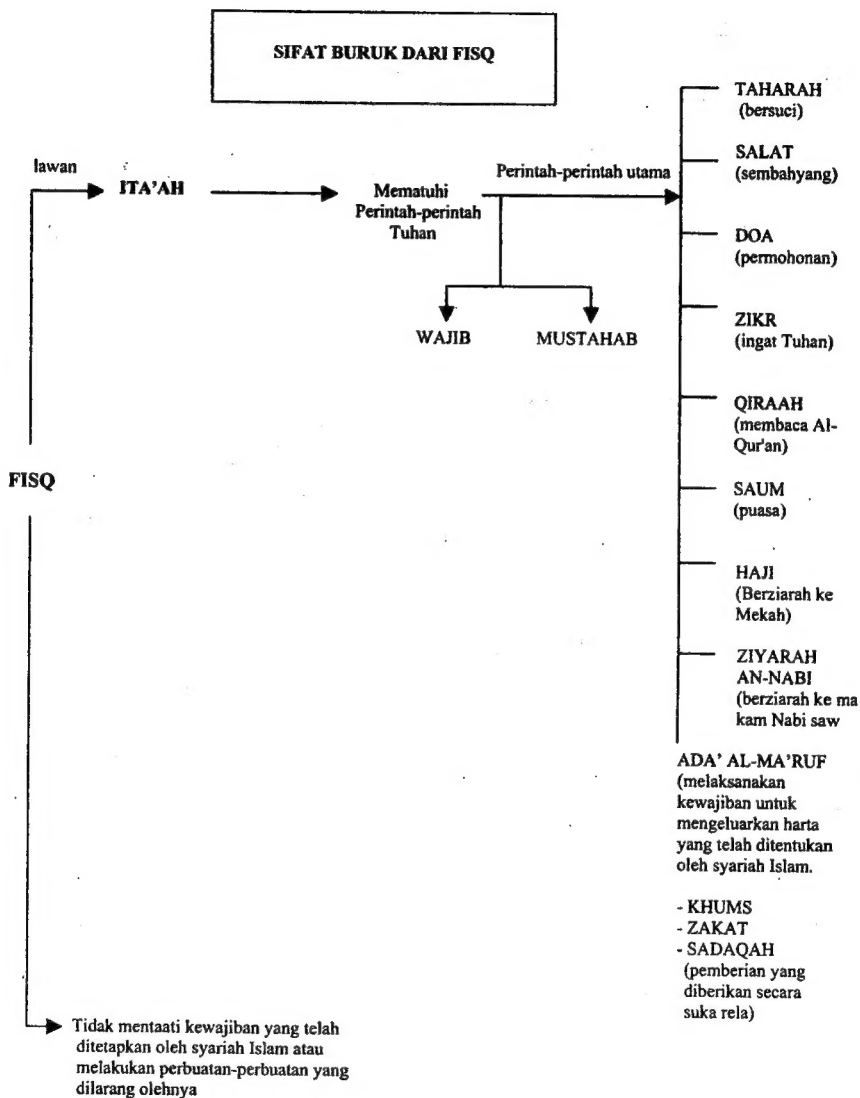 SIFAT BURUK DARI FISQ
lawan
ITA'AH
Mematuhi
Perintah-perintah
Tuhan
Perintah-perintah utama
WAJIB
MUSTAHAB
TAHARAH
(bersuci)
SALAT
(sembahyang)
DOA
(permohonan)
ZIKR
(ingat Tuhan)
QIRAAH
(membaca Al-
Qur'an)
SAUM
(puasa)
HAJI
(Berziarah ke
Mekah)
ZIYARAH
AN-NABI
(berziarah ke ma
kam Nabi saw
ADA' AL-MA'RUF
(melaksanakan
kewajiban untuk
mengeluarkan harta
yang telah ditentukan
oleh syariah Islam.
- KHUMS
- ZAKAT
- SADAQAH
(pemberian yang
diberikan secara
suka rela)
FISQ
Tidak mentaati kewajiban yang telah
ditetapkan oleh syariah Islam atau
melakukan perbuatan-perbuatan yang
dilarang olehnya